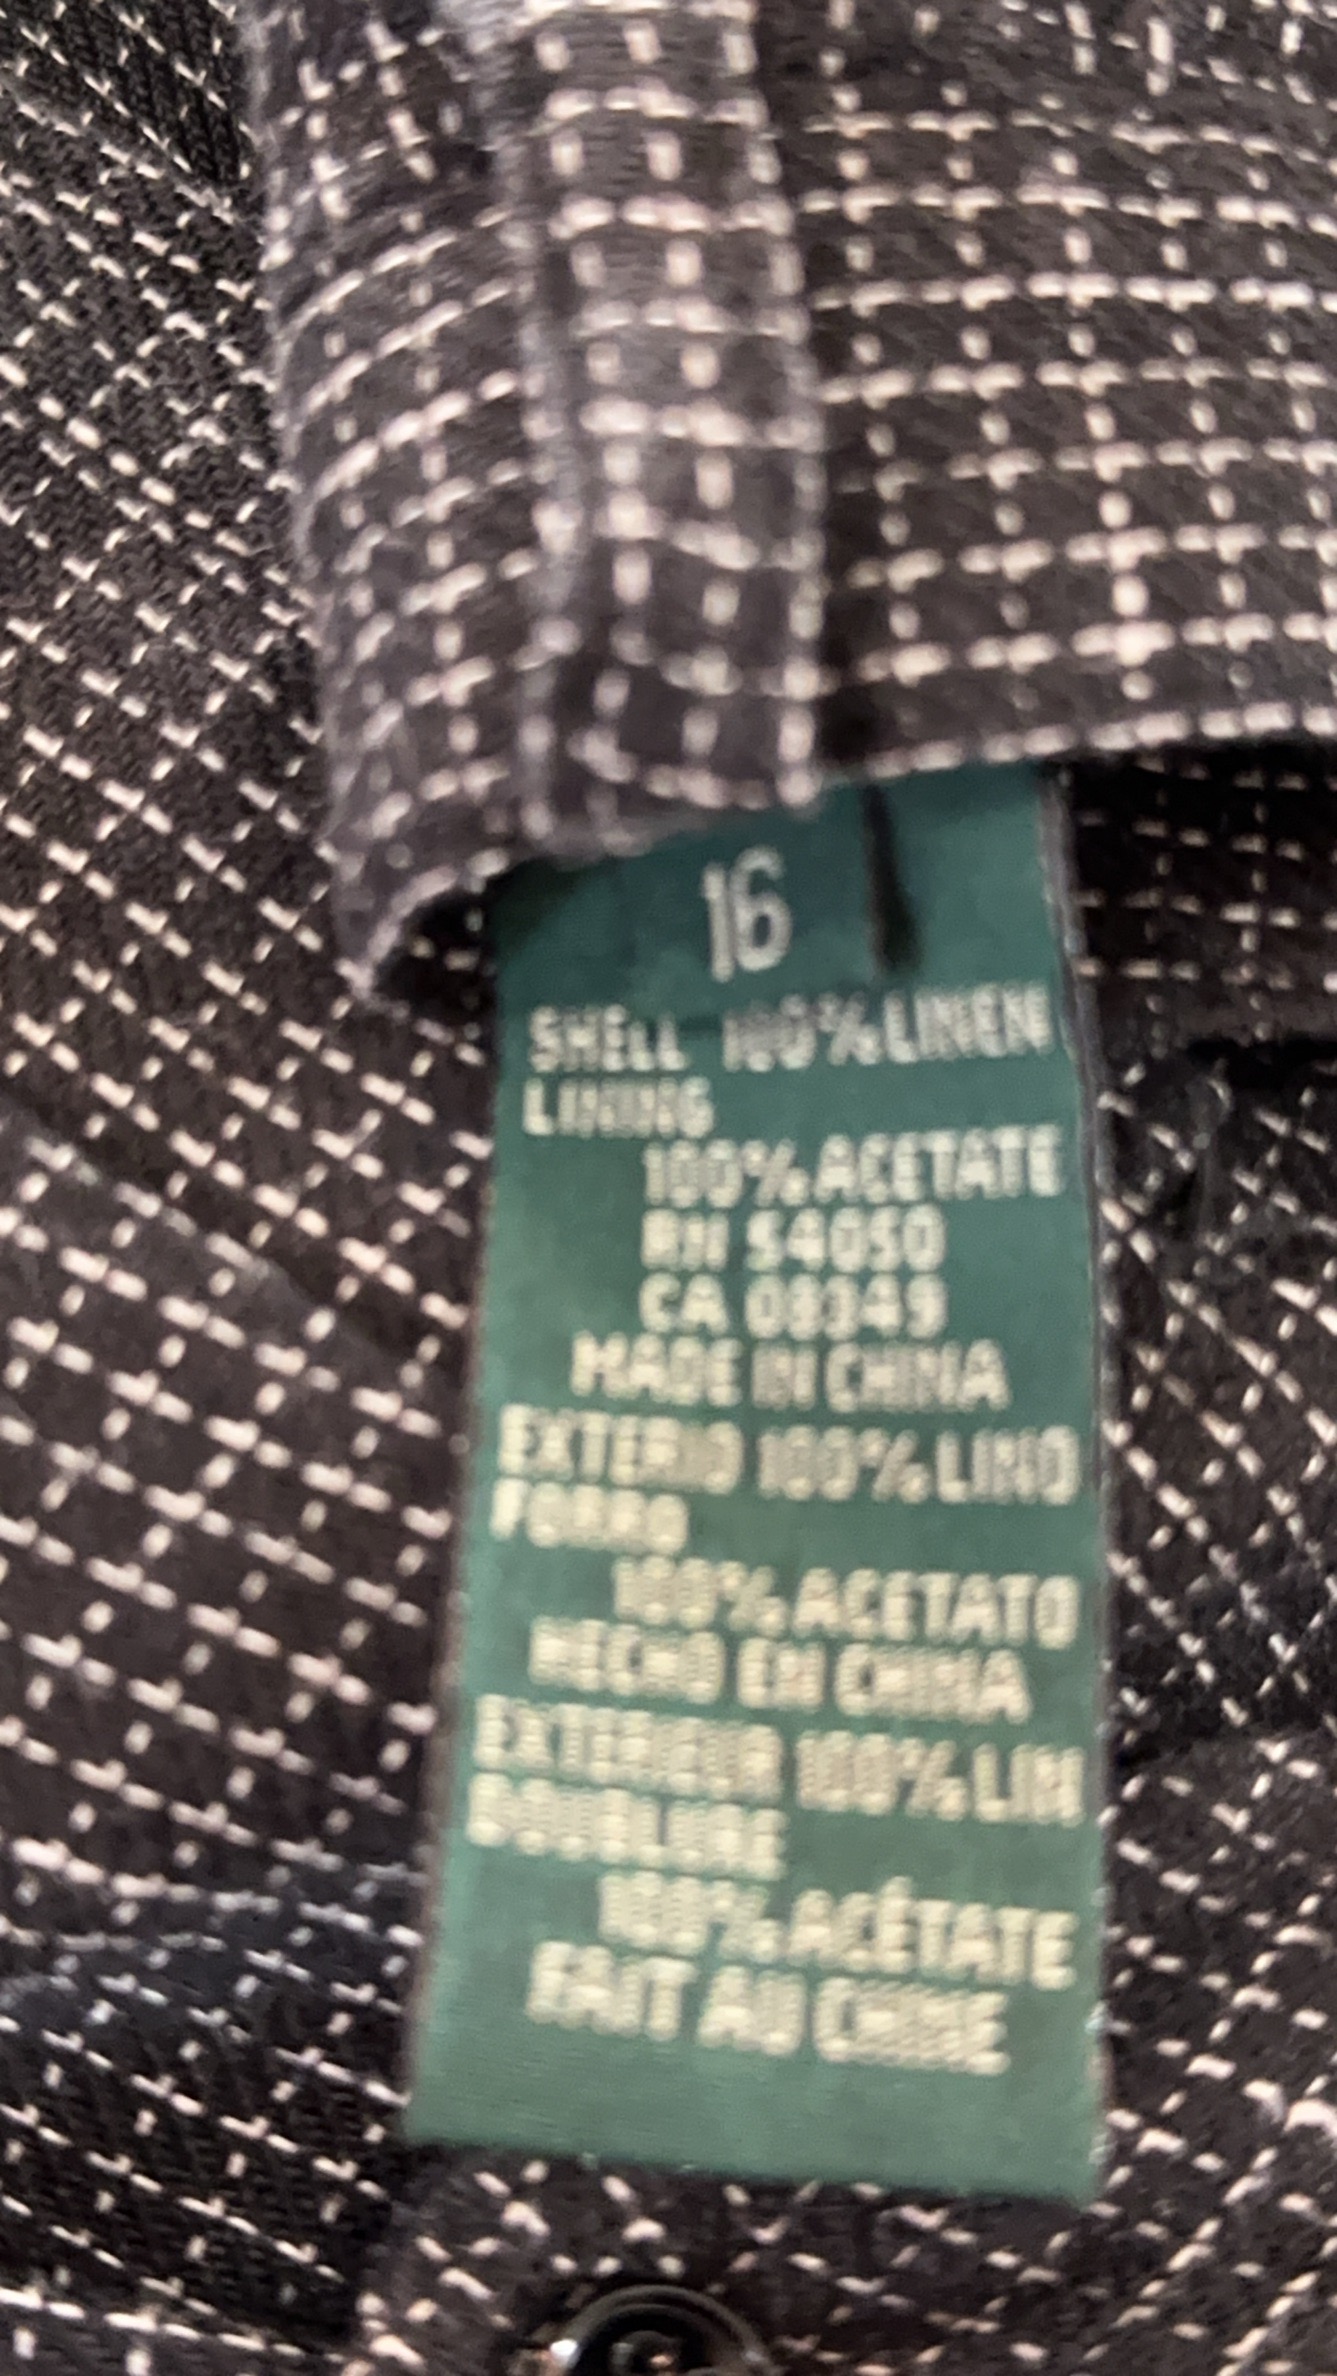 16
SHELL 100% LINEN
LINING
100% ACETATE
RN 54050
CA 08349
MADE IN CHINA
EXTERIO 100% LINO
FORRO
100% ACETATO
HECHO EN CHINA
EXTERIEUR 100% LIN
DOUBLURE
100% ACÉTATE
FAIT AU CHINE